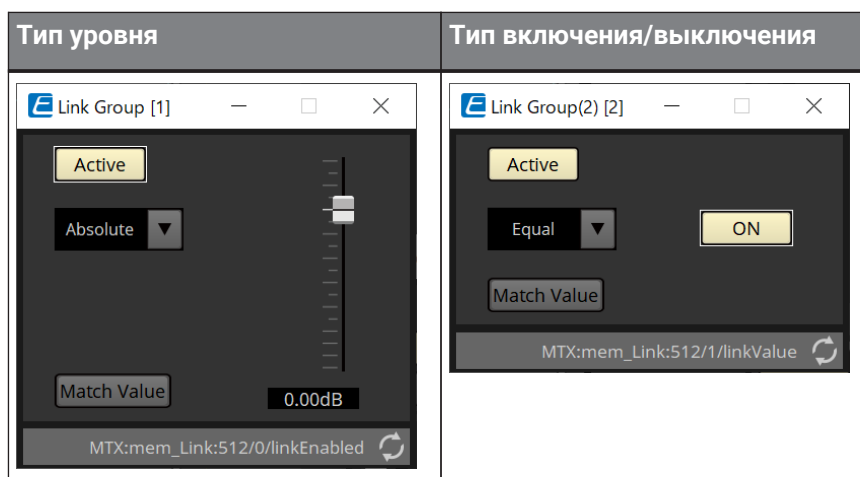 Тип уровня
Тип включения/выключения
Link Group [1]
Active
Absolute
Match Value
0.00dB
MTX:mem_Link:512/0/linkEnabled
Link Group(2) [2]
Active
Equal
ON
Match Value
MTX:mem_Link:512/1/linkValue